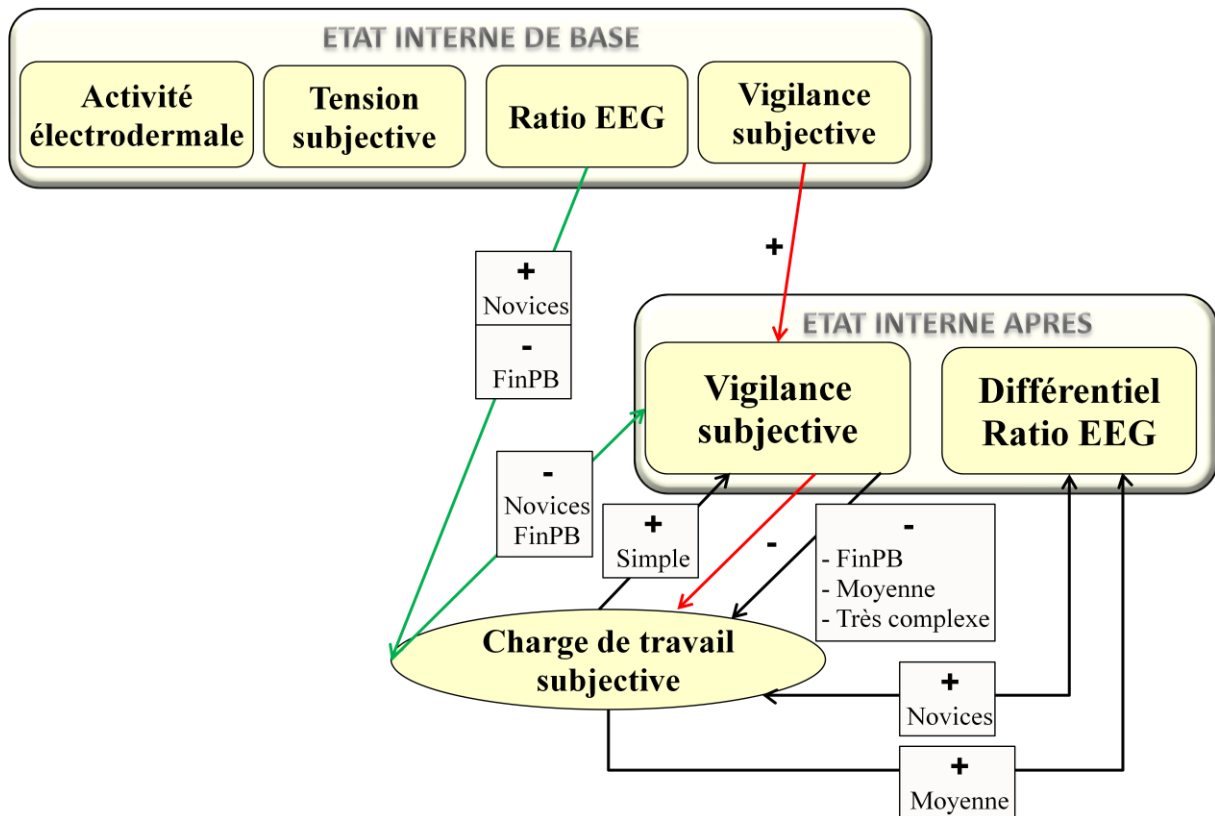 ETAT INTERNE DE BASE
Activité
électrodermale
Tension
subjective
Ratio EEG
Vigilance
subjective
+
+
Novices
-
FinPB
ETAT INTERNE APRES
Vigilance
subjective
Différentiel
Ratio EEG
-
Novices
FinPB
+
Simple
-
-
- FinPB
- Moyenne
- Très complexe
Charge de travail
subjective
+
Novices
+
Moyenne